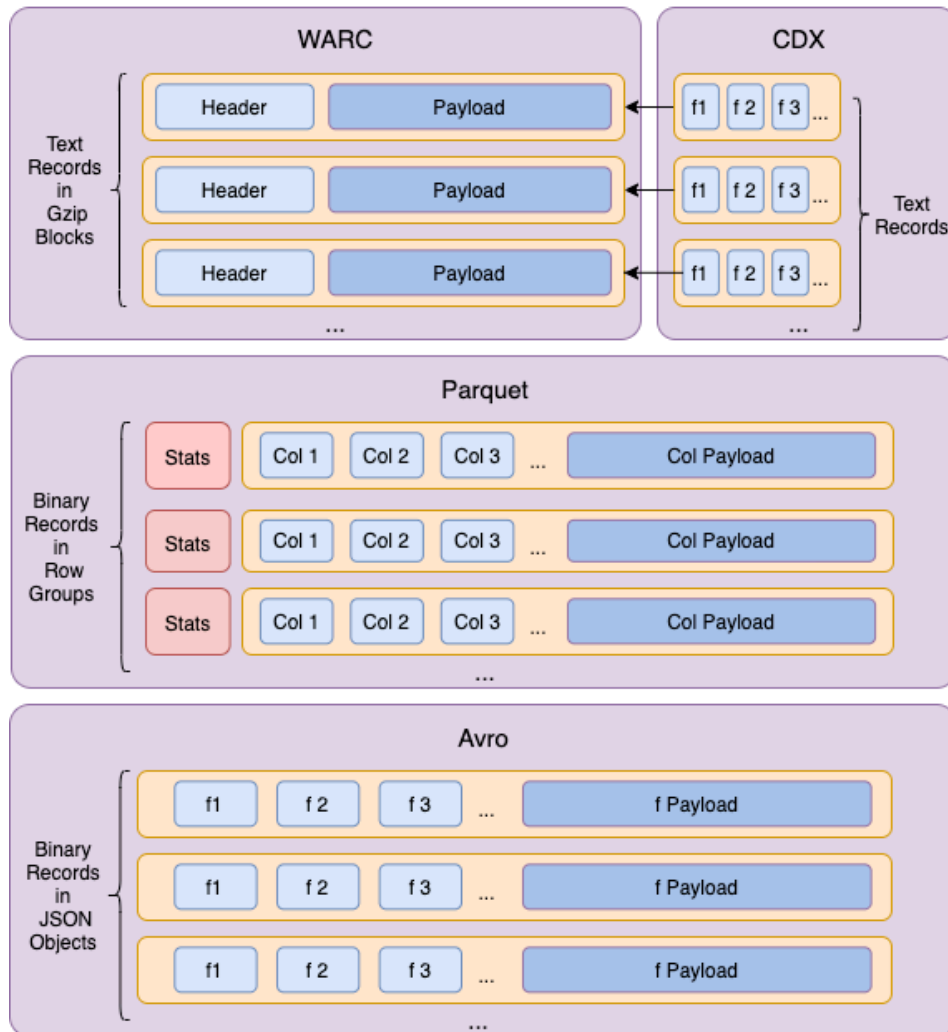 WARC
Text
Records
in
Gzip
Blocks
Header
Payload
Header
Payload
Header
Payload
...
CDX
f1 f 2 f 3 ...
f1 f 2 f 3 ...
f1 f 2 f 3 ...
...
Text
Records
Parquet
Binary
Records
in
Row
Groups
Stats Col 1 Col 2 Col 3 ... Col Payload
Stats Col 1 Col 2 Col 3 ... Col Payload
Stats Col 1 Col 2 Col 3 ... Col Payload
...
Avro
Binary
Records
in
JSON
Objects
f1 f 2 f 3 ... f Payload
f1 f 2 f 3 ... f Payload
f1 f 2 f 3 ... f Payload
...